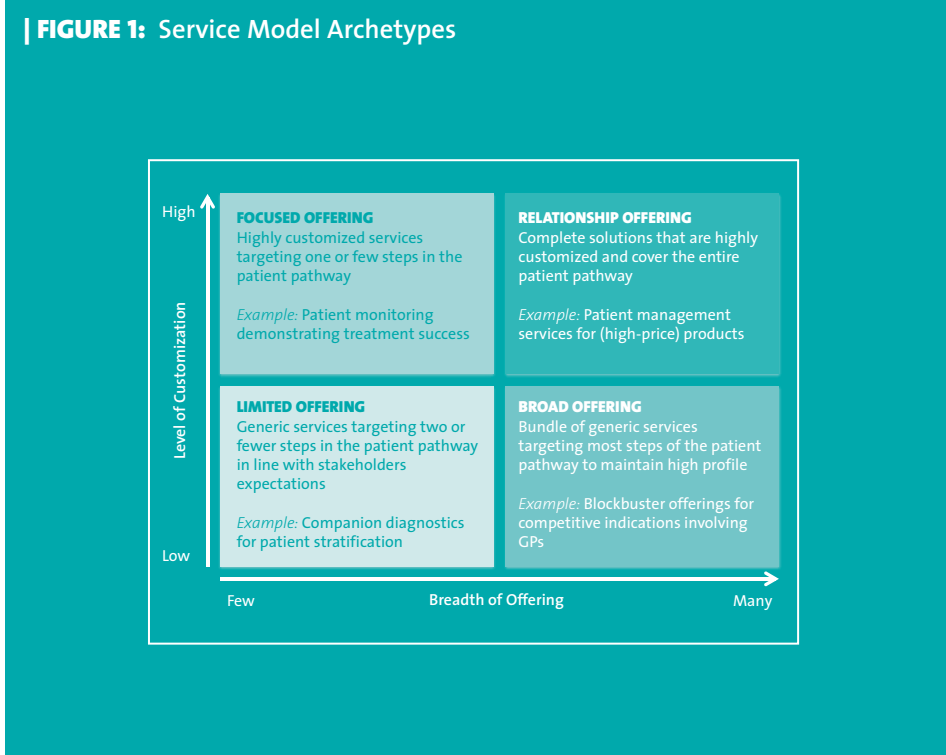 | FIGURE 1: Service Model Archetypes
High
Level of Customization
Low
FOCUSED OFFERING
Highly customized services
targeting one or few steps in the
patient pathway
Example: Patient monitoring
demonstrating treatment success
RELATIONSHIP OFFERING
Complete solutions that are highly
customized and cover the entire
patient pathway
Example: Patient management
services for (high-price) products
LIMITED OFFERING
Generic services targeting two or
fewer steps in the patient pathway
in line with stakeholders
expectations
Example: Companion diagnostics
for patient stratification
BROAD OFFERING
Bundle of generic services
targeting most steps of the patient
pathway to maintain high profile
Example: Blockbuster offerings for
competitive indications involving
GPs
Few
Breadth of Offering
Many